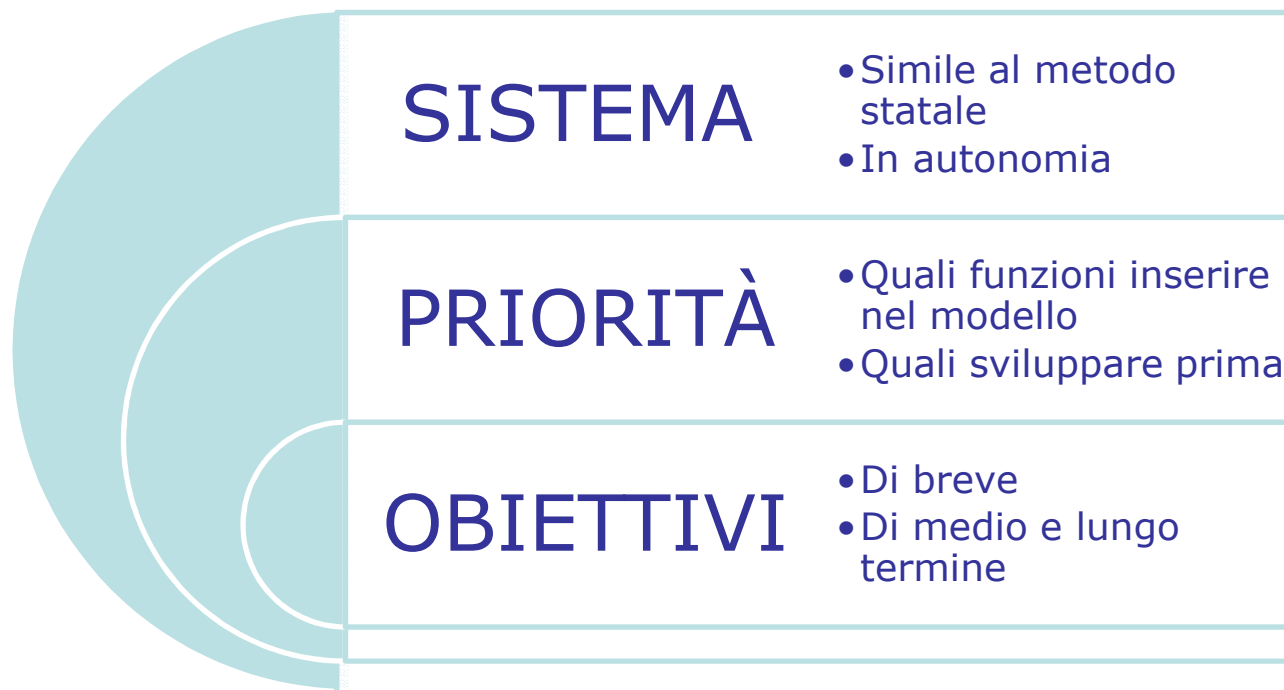 SISTEMA
•Simile al metodo
statale
•In autonomia
PRIORITÀ
•Quali funzioni inserire
nel modello
•Quali sviluppare prima
OBIETTIVI
•Di breve
•Di medio e lungo
termine